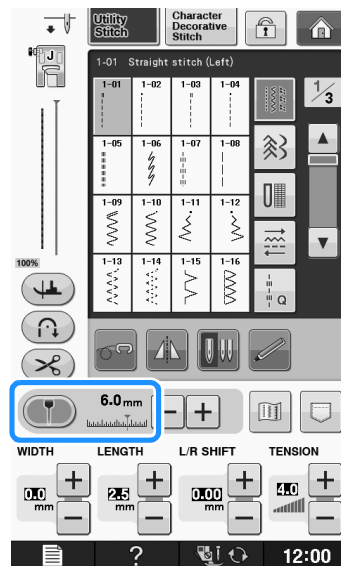 Utility Stitch
Character Decorative Stitch
J
1-01 Straight stitch (Left)
1-01 1-02 1-03 1-04
1/3
1-05 1-06 1-07 1-08
1-09 1-10 1-11 1-12
1-13 1-14 1-15 1-16
100%
Q
6.0mm
- +
WIDTH LENGTH L/R SHIFT TENSION
+ + + +
0.0 mm 2.5 mm 0.00 mm 4.0
- - - -
? 12:00